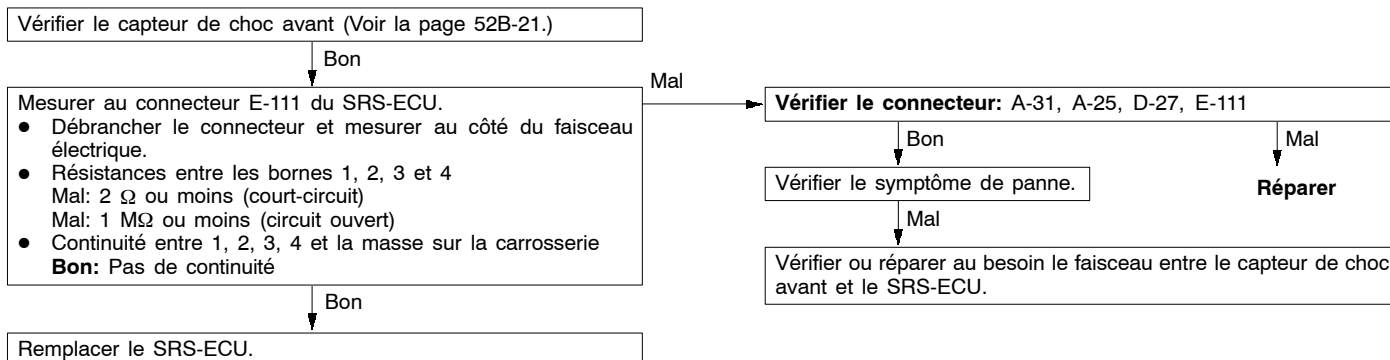 Vérifier le capteur de choc avant (Voir la page 52B-21.)
Bon
Mesurer au connecteur E-111 du SRS-ECU.
● Débrancher le connecteur et mesurer au côté du faisceau
électrique.
● Résistances entre les bornes 1, 2, 3 et 4
Mal: 2 Ω ou moins (court-circuit)
Mal: 1 MΩ ou moins (circuit ouvert)
● Continuité entre 1, 2, 3, 4 et la masse sur la carrosserie
Bon: Pas de continuité
Bon
Remplacer le SRS-ECU.
Mal
Vérifier le connecteur: A-31, A-25, D-27, E-111
Bon
Mal
Vérifier le symptôme de panne.
Réparer
Mal
Vérifier ou réparer au besoin le faisceau entre le capteur de choc
avant et le SRS-ECU.